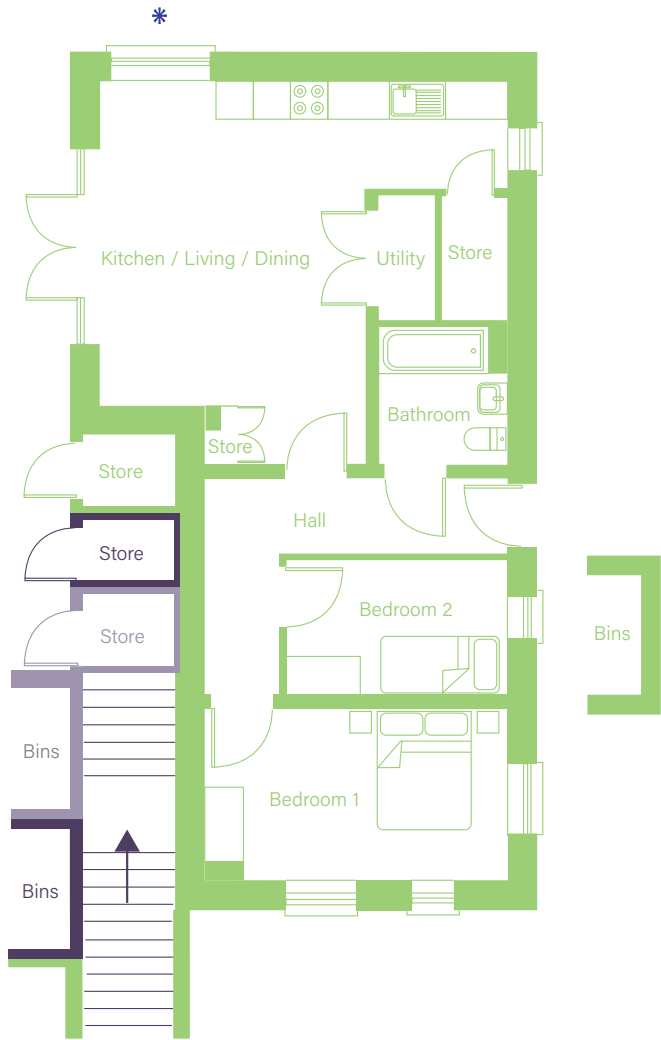 *
Kitchen / Living / Dining
Utility
Store
Bathroom
Store
Store
Hall
Store
Bedroom 2
Bins
Store
Bins
Bedroom 1
Bins